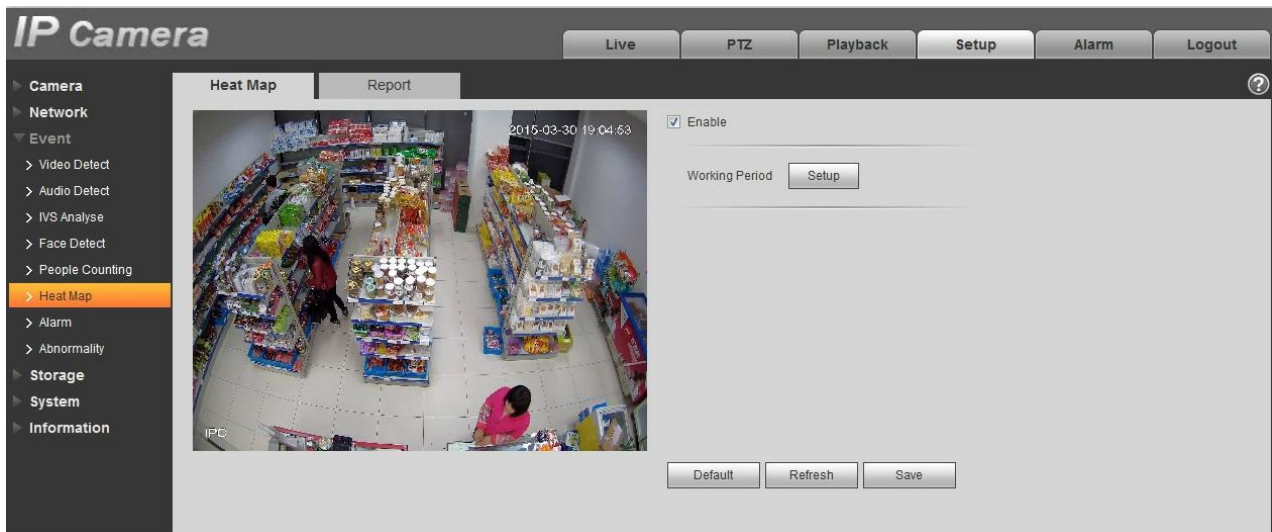 IP Camera
Live PTZ Playback Setup Alarm Logout
Camera
Network
Event
> Video Detect
> Audio Detect
> IVS Analyse
> Face Detect
> People Counting
> Heat Map
> Alarm
> Abnormality
Storage
System
Information
Heat Map Report
?
2015-03-30 19:04:53
IPC
Enable
Working Period Setup
Default Refresh Save